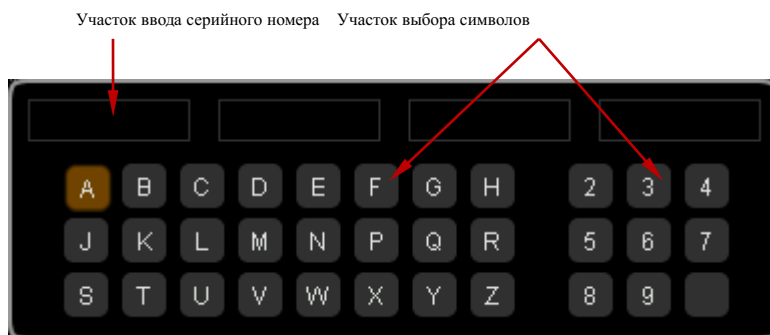 Участок ввода серийного номера Участок выбора символов
A B C D E F G H 2 3 4
J K L M N P Q R 5 6 7
S T U V W X Y Z 8 9